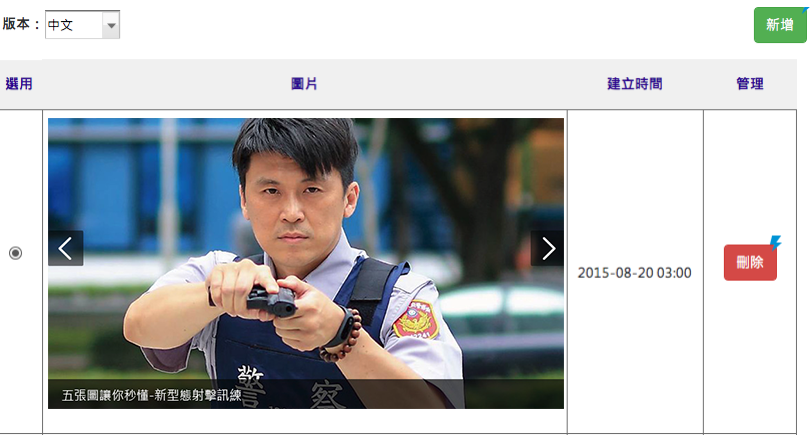 版本：中文
新增
選用 圖片 建立時間 管理
警 察
五張圖讓你秒懂-新型態射擊訊練
2015-08-20 03:00
刪除